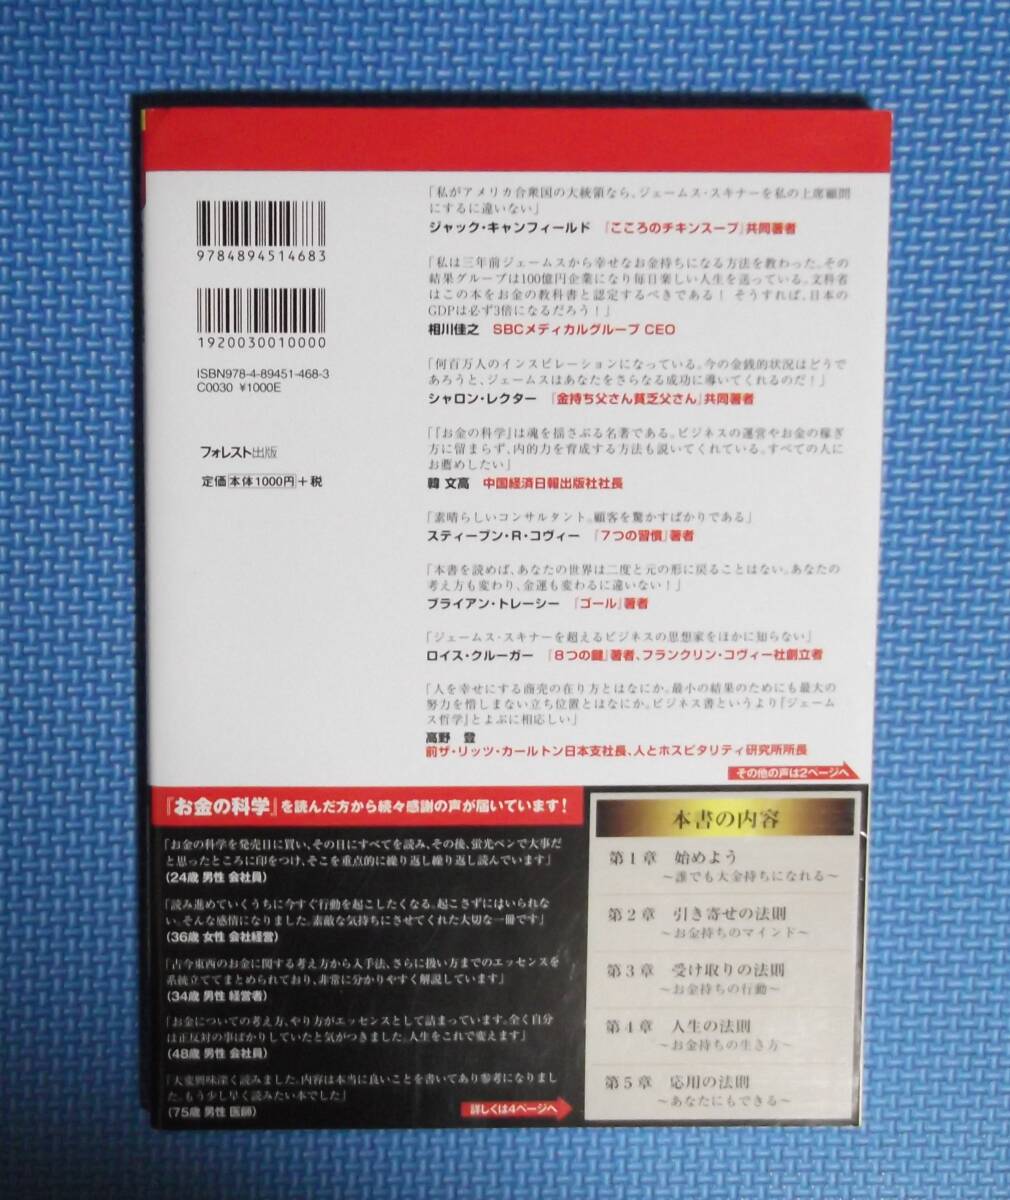 9784894514683
1920030010000
ISBN978-4-89451-468-3
C0030 ¥1000E
フォレスト出版
定価 本体1000円 +税
「私がアメリカ合衆国の大統領なら、ジェームス・スキナーを私の上席顧問
にするに違いない」
ジャック・キャンフィールド 『こころのチキンスープ』共同著者
「私は三年前ジェームスから幸せなお金持ちになる方法を教わった。その
結果グループは100億円企業になり毎日楽しい人生を送っている。文科省
はこの本をお金の教科書と認定するべきである！ そうすれば、日本の
GDPは必ず3倍になるだろう！」
相川佳之 SBCメディカルグループ CEO
「何百万人のインスピレーションになっている。今の金銭的状況はどうで
あろうと、ジェームスはあなたをさらなる成功に導いてくれるのだ！」
シャロン・レクター 『金持ち父さん貧乏父さん』共同著者
「『お金の科学』は魂を揺さぶる名著である。ビジネスの運営やお金の稼ぎ
方に留まらず、内的力を育成する方法も説いてくれている。すべての人に
お薦めしたい」
韓 文高 中国経済日報出版社社長
「素晴らしいコンサルタント。顧客を驚かすばかりである」
スティーブン・R・コヴィー 『7つの習慣』著者
「本書を読めば、あなたの世界は二度と元の形に戻ることはない。あなたの
考え方も変わり、金運も変わるに違いない！」
ブライアン・トレーシー 『ゴール』著者
「ジェームス・スキナーを超えるビジネスの思想家をほかに知らない」
ロイス・クルーガー 『8つの鍵』著者、フランクリン・コヴィー社創立者
「人を幸せにする商売の在り方とはなにか。最小の結果のためにも最大の
努力を惜しまない立ち位置とはなにか。ビジネス書というより『ジェーム
ス哲学』とよぶに相応しい」
高野 登
前ザ・リッツ・カールトン日本支社長、人とホスピタリティ研究所所長
その他の声は2ページへ
『お金の科学』を読んだ方から続々感謝の声が届いています！
「お金の科学を発売日に買い、その日にすべてを読み、その後、蛍光ペンで大事だ
と思ったところに印をつけ、そこを重点的に繰り返し繰り返し読んでいます」
(24歳 男性 会社員)
「読み進めていくうちに今すぐ行動を起こしたくなる。起こさずにはいられな
い。そんな感情になりました。素敵な気持ちにさせてくれた大切な一冊です」
(36歳 女性 会社経営)
「古今東西のお金に関する考え方から入手法、さらに扱い方までのエッセンスを
系統立ててまとめられており、非常に分かりやすく解説しています」
(34歳 男性 経営者)
「お金についての考え方、やり方がエッセンスとして詰まっています。全く自分
は正反対の事ばかりしていたと気がつきました。人生をこれで変えます」
(48歳 男性 会社員)
「大変興味深く読みました。内容は本当に良いことを書いてあり参考になりまし
た。もう少し早く読みたい本でした」
(75歳 男性 医師)
詳しくは4ページへ
本書の内容
第1章 始めよう
～誰でも大金持ちになれる～
第2章 引き寄せの法則
～お金持ちのマインド～
第3章 受け取りの法則
～お金持ちの行動～
第4章 人生の法則
～お金持ちの生き方～
第5章 応用の法則
～あなたにもできる～